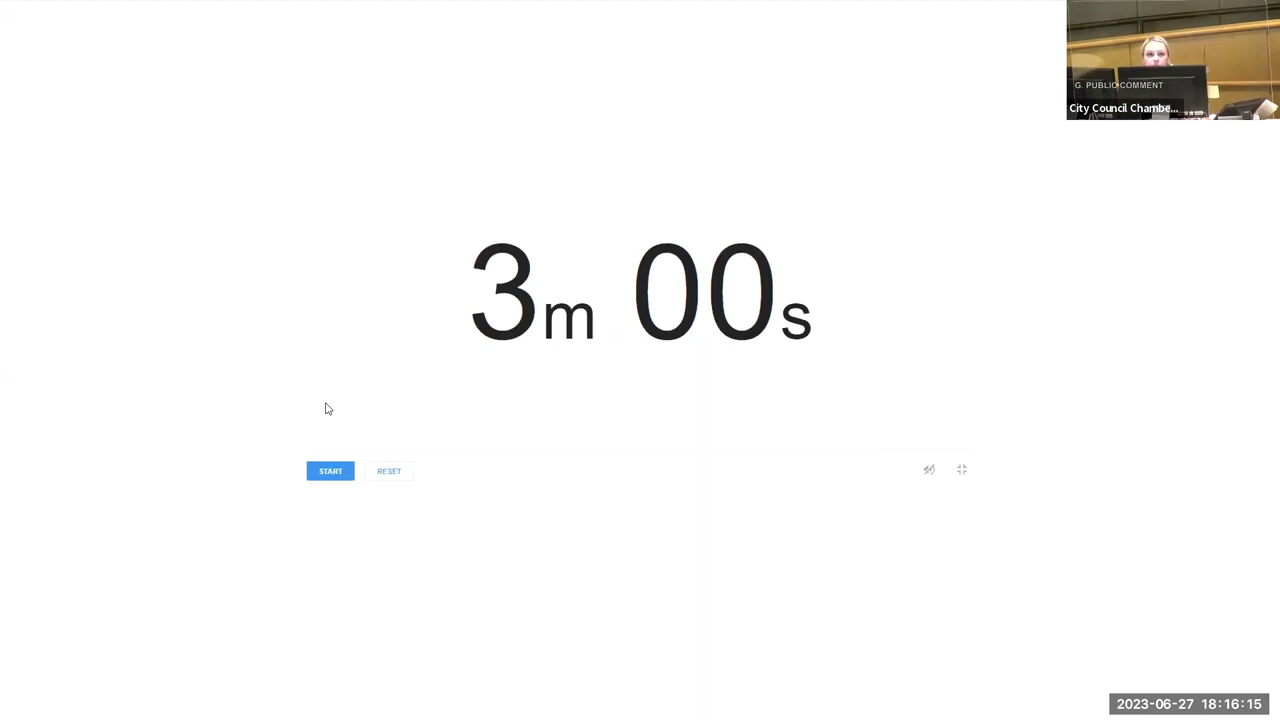 G. PUBLIC COMMENT
City Council Chambe...
3m 00s
START RESET
2023-06-27 18:16:15